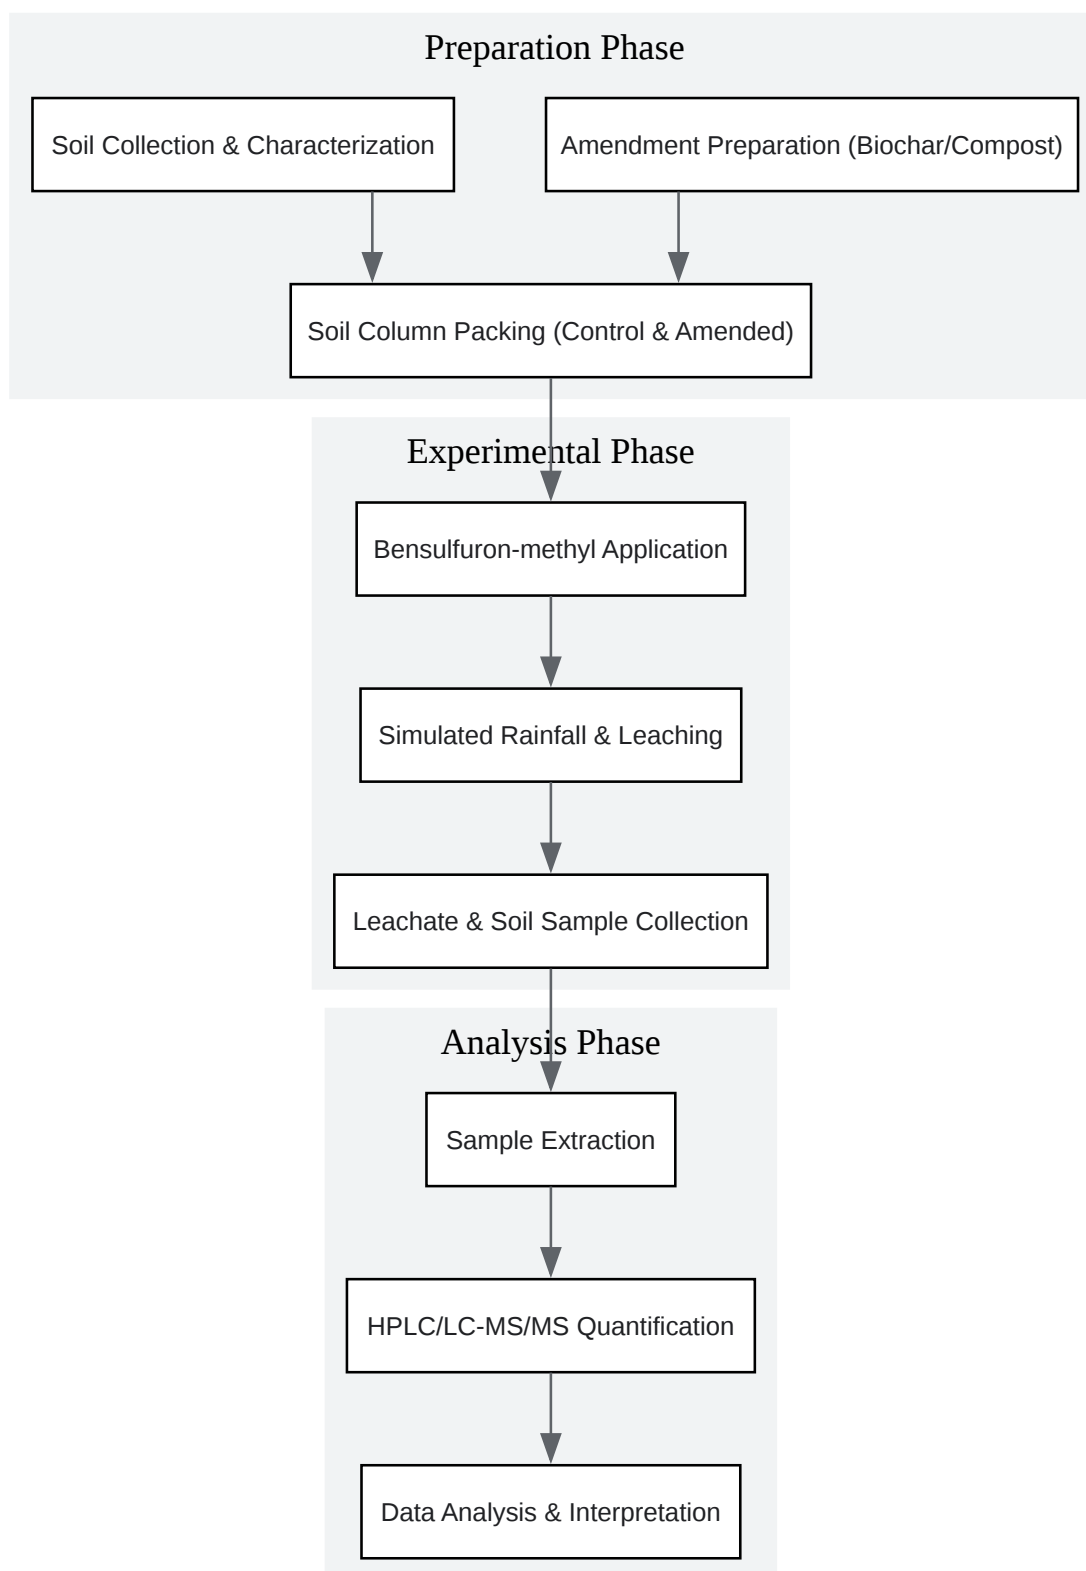 Preparation Phase
Soil Collection & Characterization
Amendment Preparation (Biochar/Compost)
Soil Column Packing (Control & Amended)
Experimental Phase
Bensulfuron-methyl Application
Simulated Rainfall & Leaching
Leachate & Soil Sample Collection
Analysis Phase
Sample Extraction
HPLC/LC-MS/MS Quantification
Data Analysis & Interpretation